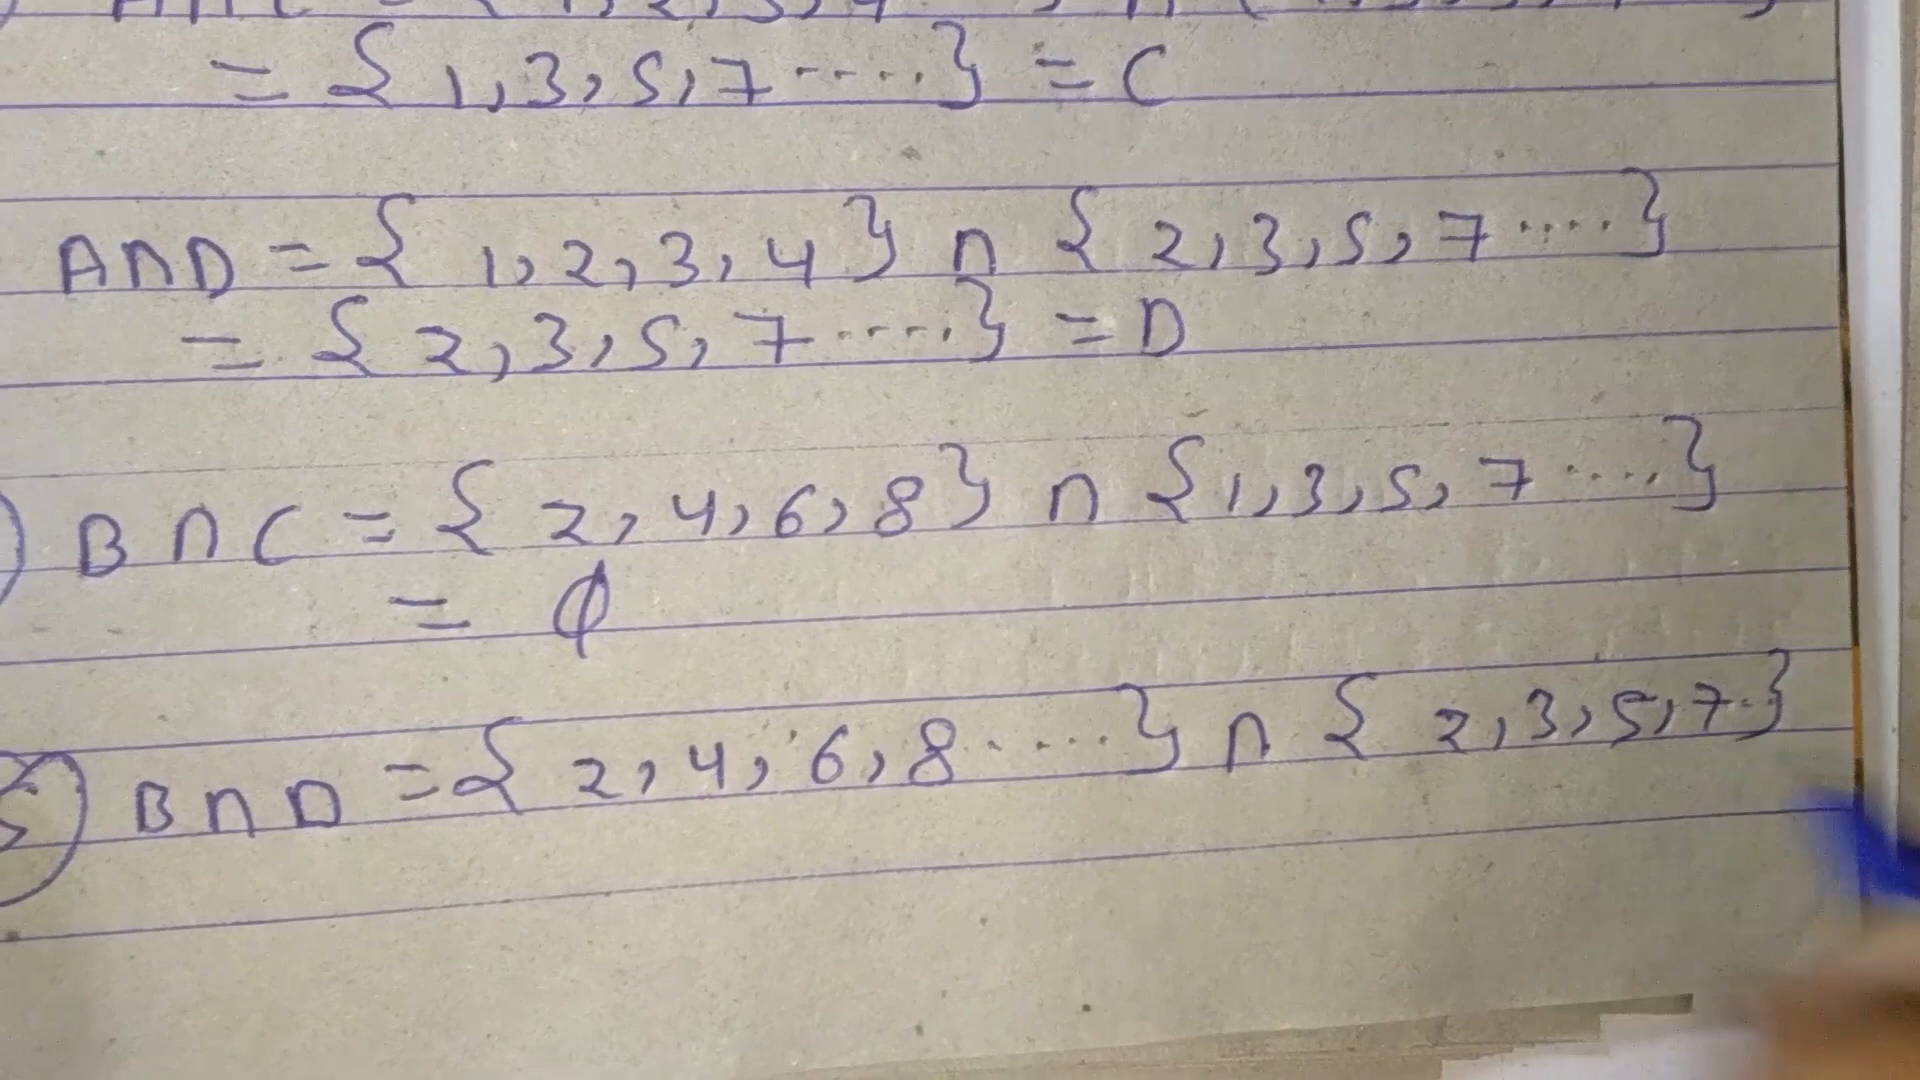 = { 1, 3, 5, 7 ..... } = C
A∩D = { 1, 2, 3, 4 } ∩ { 2, 3, 5, 7 ..... }
= { 2, 3, 5, 7 ..... } = D
) B ∩ C = { 2, 4, 6, 8 } ∩ { 1, 3, 5, 7 ..... }
= ϕ
5) B ∩ D = { 2, 4, 6, 8 ..... } ∩ { 2, 3, 5, 7 .. }